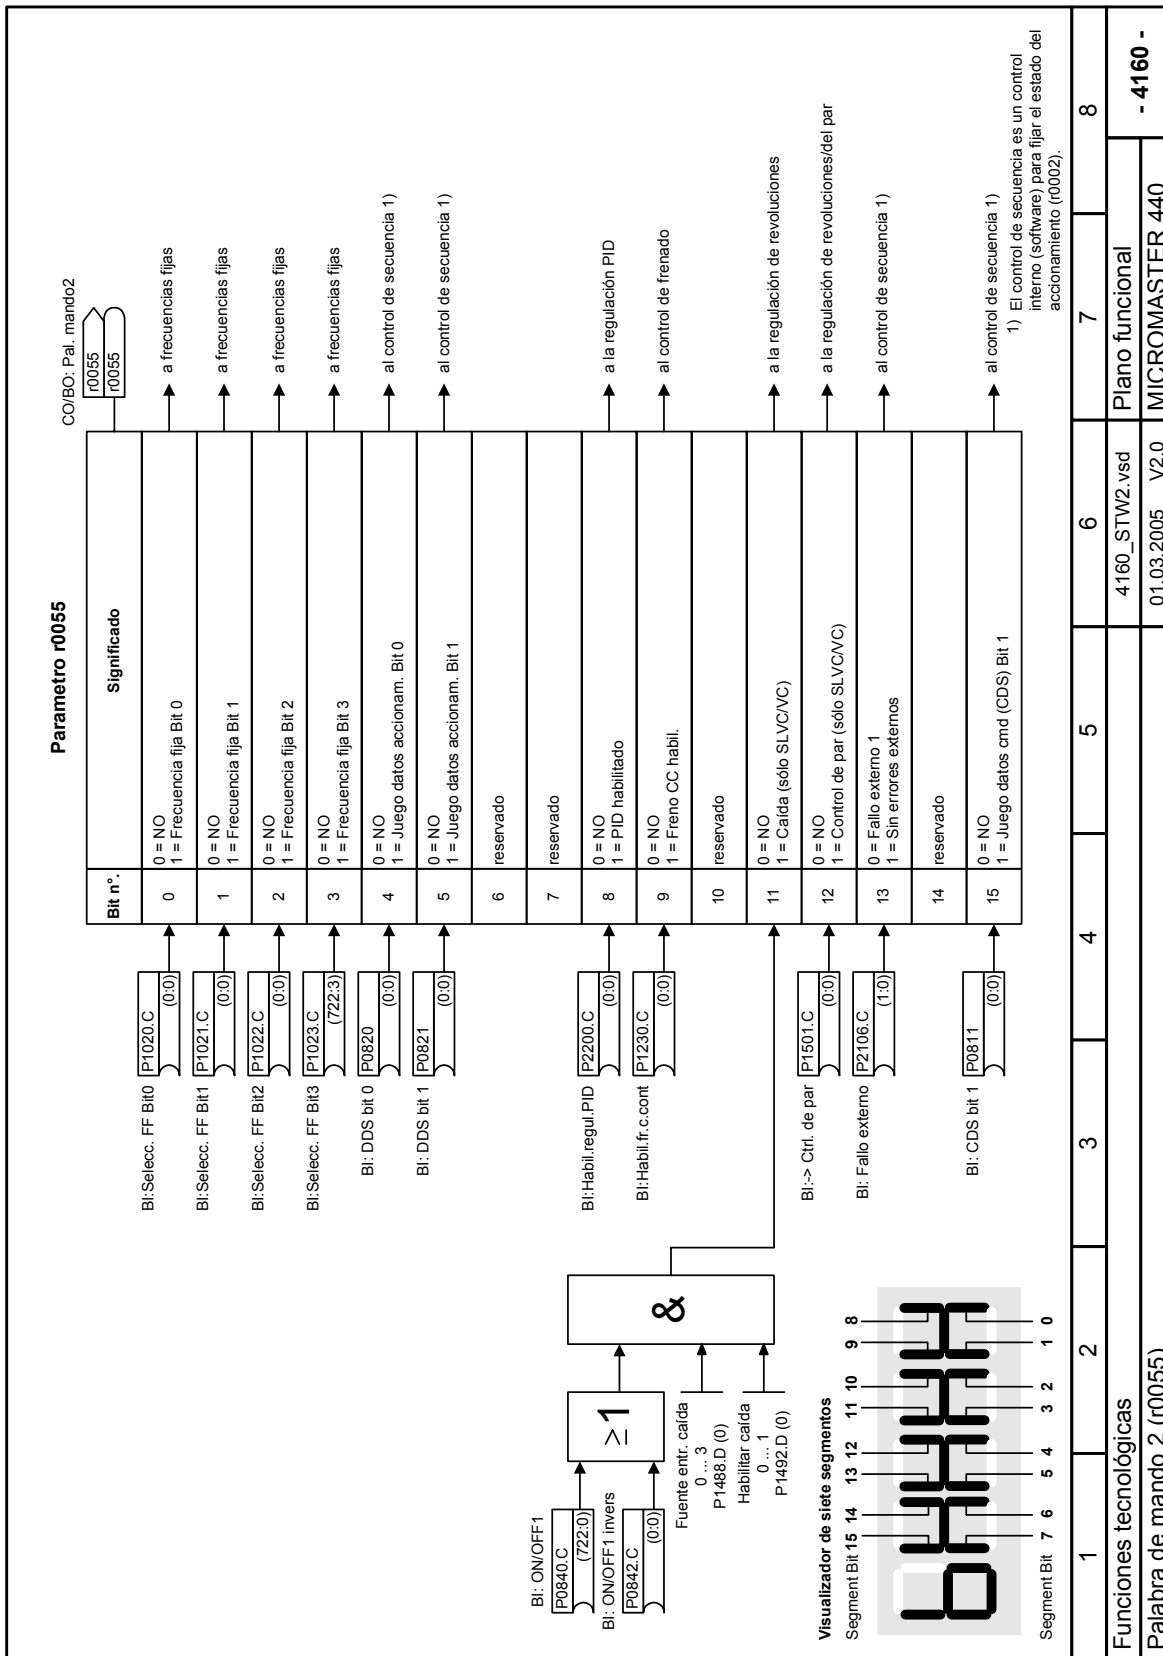 Parametro r0055
CO/BO: Pal. mando2
r0055
r0055
Bit n°.
Significado
BI:Selecc. FF Bit0
P1020.C
(0:0)
0
0 = NO
1 = Frecuencia fija Bit 0
a frecuencias fijas
BI:Selecc. FF Bit1
P1021.C
(0:0)
1
0 = NO
1 = Frecuencia fija Bit 1
a frecuencias fijas
BI:Selecc. FF Bit2
P1022.C
(0:0)
2
0 = NO
1 = Frecuencia fija Bit 2
a frecuencias fijas
BI:Selecc. FF Bit3
P1023.C
(722:3)
3
0 = NO
1 = Frecuencia fija Bit 3
a frecuencias fijas
BI: DDS bit 0
P0820
(0:0)
4
0 = NO
1 = Juego datos accionam. Bit 0
al control de secuencia 1)
BI: DDS bit 1
P0821
(0:0)
5
0 = NO
1 = Juego datos accionam. Bit 1
al control de secuencia 1)
6
reservado
7
reservado
BI:Habil.regul.PID
P2200.C
(0:0)
8
0 = NO
1 = PID habilitado
a la regulación PID
BI:Habil.fr.c.cont
P1230.C
(0:0)
9
0 = NO
1 = Freno CC habil.
al control de frenado
10
reservado
11
0 = NO
1 = Caída (sólo SLVC/VC)
a la regulación de revoluciones
BI:-> Ctrl. de par
P1501.C
(0:0)
12
0 = NO
1 = Control de par (sólo SLVC/VC)
a la regulación de revoluciones/del par
BI: Fallo externo
P2106.C
(1:0)
13
0 = Fallo externo 1
1 = Sin errores externos
al control de secuencia 1)
14
reservado
BI: CDS bit 1
P0811
(0:0)
15
0 = NO
1 = Juego datos cmd (CDS) Bit 1
al control de secuencia 1)
BI: ON/OFF1
P0840.C
(722:0)
BI: ON/OFF1 invers
P0842.C
(0:0)
≥1
&
Fuente entr. caída
0 ... 3
P1488.D (0)
Habilitar caída
0 ... 1
P1492.D (0)
Visualizador de siete segmentos
Segment Bit 15 14 13 12 11 10 9 8
Segment Bit 7 6 5 4 3 2 1 0
1) El control de secuencia es un control
interno (software) para fijar el estado del
accionamiento (r0002).
1 2 3 4 5 6 7 8
Funciones tecnológicas
4160_STW2.vsd
Plano funcional
- 4160 -
Palabra de mando 2 (r0055)
01.03.2005 V2.0
MICROMASTER 440